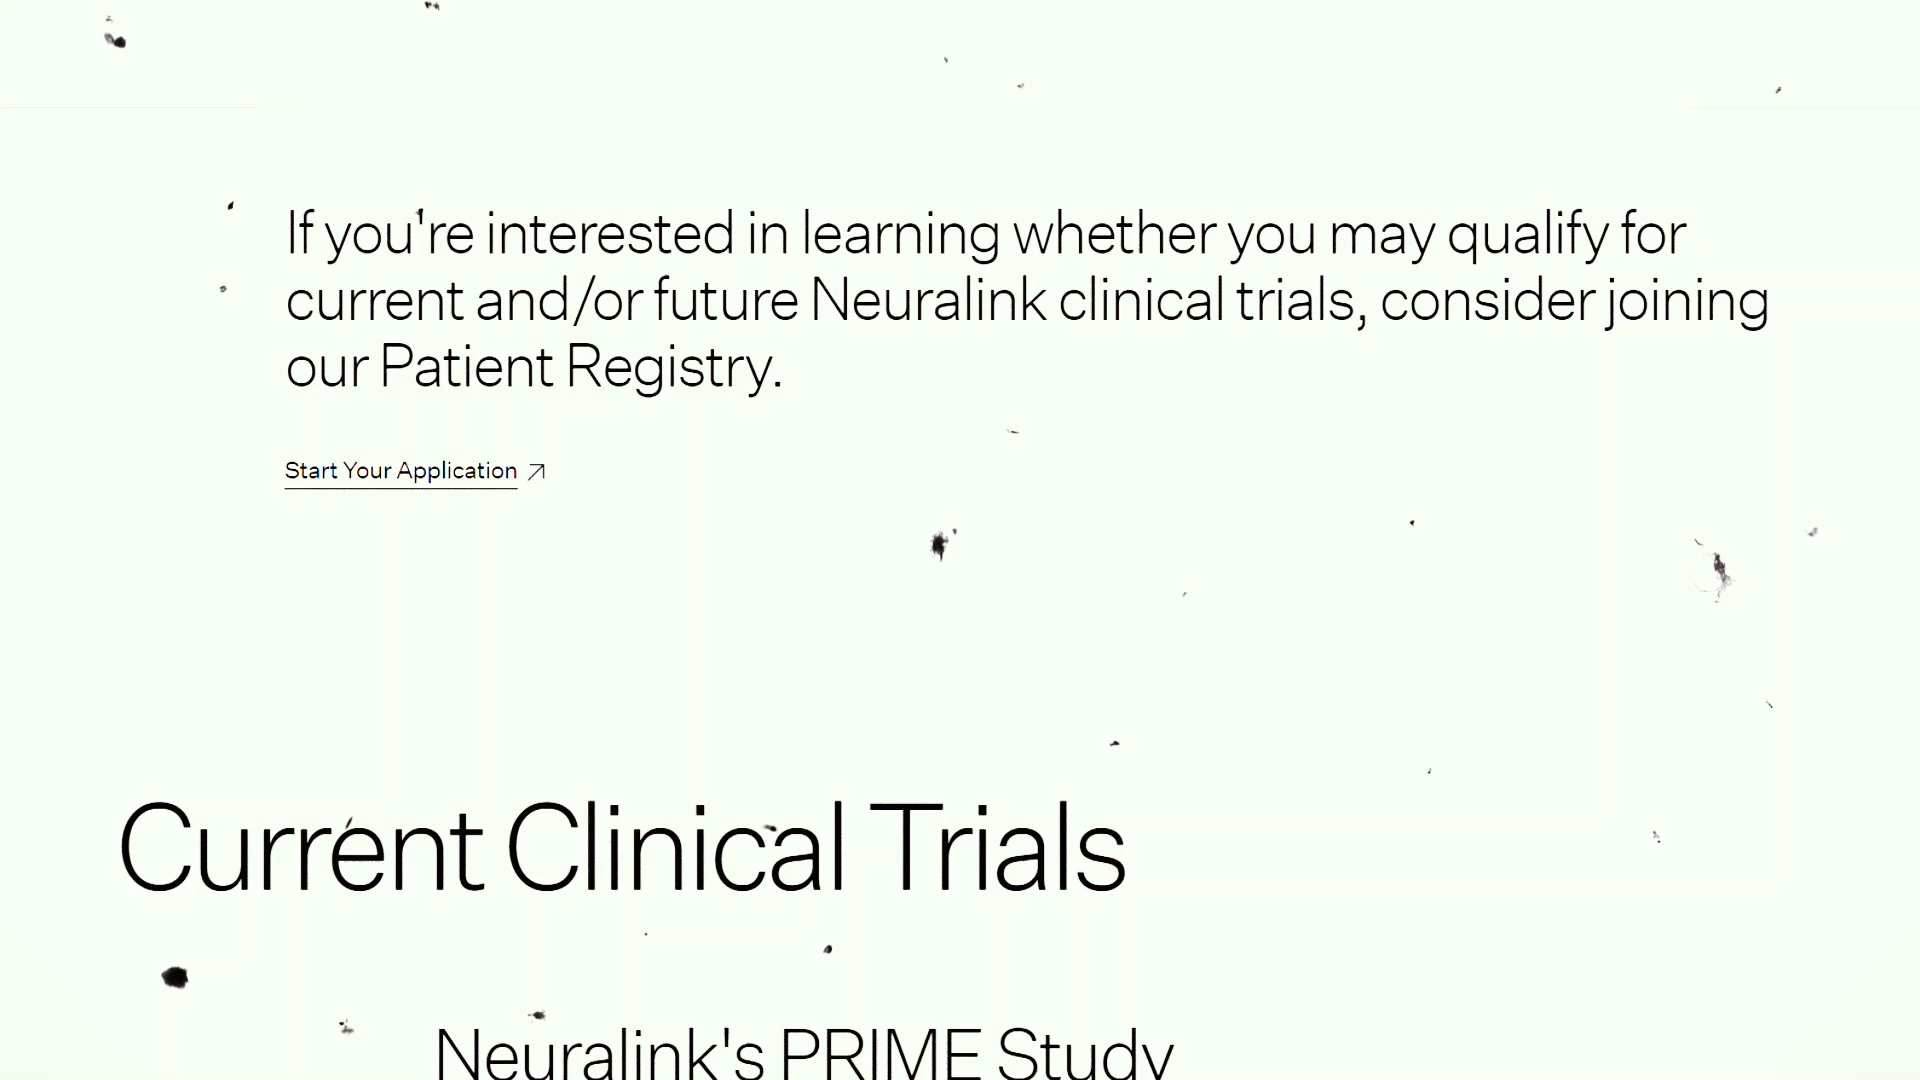 If you're interested in learning whether you may qualify for
current and/or future Neuralink clinical trials, consider joining
our Patient Registry.
Start Your Application
Current Clinical Trials
Neuralink's PRIME Study